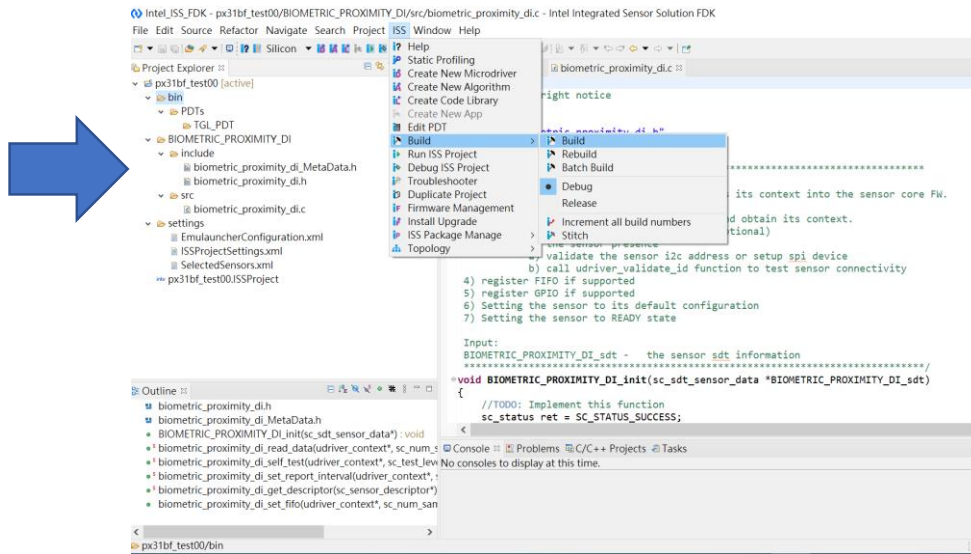 Intel_ISS_FDK - px31bf_test00/BIOMETRIC_PROXIMITY_DI/src/biometric_proximity_di.c - Intel Integrated Sensor Solution FDK
File Edit Source Refactor Navigate Search Project ISS Window Help
Silicon
Project Explorer
px31bf_test00 [active]
bin
PDTs
TGL_PDT
BIOMETRIC_PROXIMITY_DI
include
biometric_proximity_di_MetaData.h
biometric_proximity_di.h
src
biometric_proximity_di.c
settings
EmulauncherConfiguration.xml
ISSProjectSettings.xml
SelectedSensors.xml
px31bf_test00.ISSProject
Help
Static Profiling
Create New Microdriver
Create New Algorithm
Create Code Library
Create New App
Edit PDT
Build
Run ISS Project
Debug ISS Project
Troubleshooter
Duplicate Project
Firmware Management
Install Upgrade
ISS Package Manage
Topology
Build
Rebuild
Batch Build
Debug
Release
Increment all build numbers
Stitch
biometric_proximity_di.c
right notice
its context into the sensor core FW.
obtain its context.
the sensor presence
a) validate the sensor i2c address or setup spi device
b) call udriver_validate_id function to test sensor connectivity
4) register FIFO if supported
5) register GPIO if supported
6) Setting the sensor to its default configuration
7) Setting the sensor to READY state
Input:
BIOMETRIC_PROXIMITY_DI_sdt - the sensor sdt information
*****/
void BIOMETRIC_PROXIMITY_DI_init(sc_sdt_sensor_data *BIOMETRIC_PROXIMITY_DI_sdt)
{
//TODO: Implement this function
sc_status ret = SC_STATUS_SUCCESS;
Outline
biometric_proximity_di.h
biometric_proximity_di_MetaData.h
BIOMETRIC_PROXIMITY_DI_init(sc_sdt_sensor_data*) : void
biometric_proximity_di_read_data(udriver_context*, sc_num_s
biometric_proximity_di_self_test(udriver_context*, sc_test_leve
biometric_proximity_di_set_report_interval(udriver_context*,
biometric_proximity_di_get_descriptor(sc_sensor_descriptor*)
biometric_proximity_di_set_fifo(udriver_context*, sc_num_san
Console Problems C/C++ Projects Tasks
No consoles to display at this time.
px31bf_test00/bin